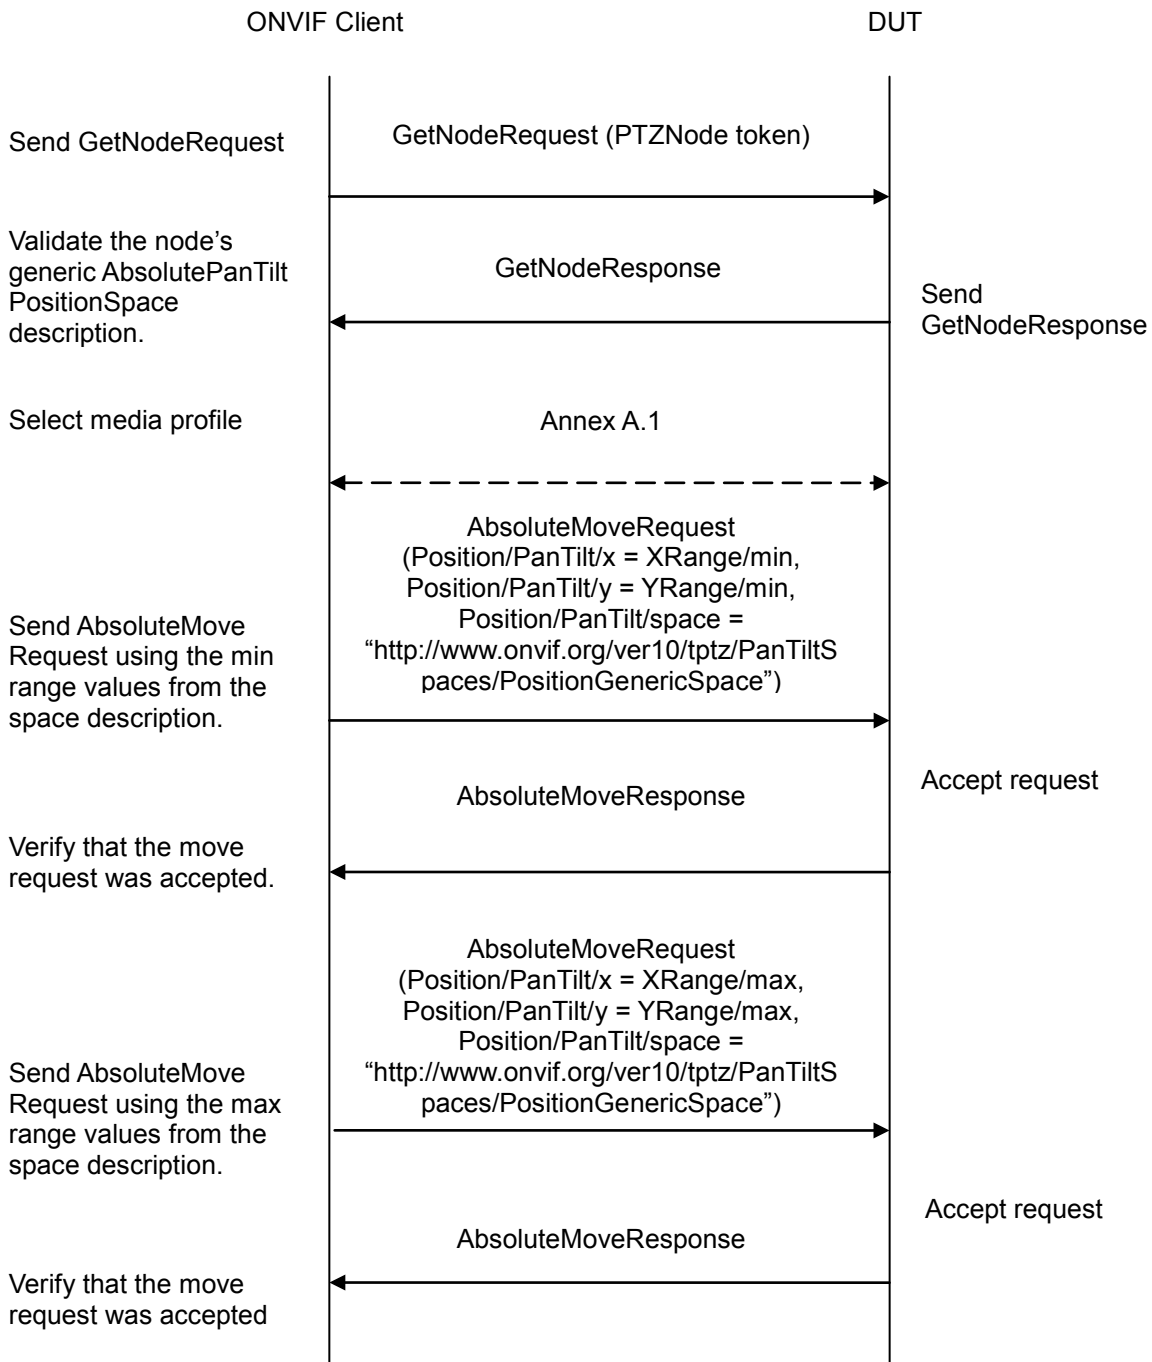 ONVIF Client
DUT
Send GetNodeRequest
GetNodeRequest (PTZNode token)
Validate the node’s
generic AbsolutePanTilt
PositionSpace
description.
GetNodeResponse
Send
GetNodeResponse
Select media profile
Annex A.1
AbsoluteMoveRequest
(Position/PanTilt/x = XRange/min,
Position/PanTilt/y = YRange/min,
Position/PanTilt/space =
“http://www.onvif.org/ver10/tptz/PanTiltS
paces/PositionGenericSpace”)
Send AbsoluteMove
Request using the min
range values from the
space description.
Accept request
AbsoluteMoveResponse
Verify that the move
request was accepted.
AbsoluteMoveRequest
(Position/PanTilt/x = XRange/max,
Position/PanTilt/y = YRange/max,
Position/PanTilt/space =
“http://www.onvif.org/ver10/tptz/PanTiltS
paces/PositionGenericSpace”)
Send AbsoluteMove
Request using the max
range values from the
space description.
Accept request
AbsoluteMoveResponse
Verify that the move
request was accepted